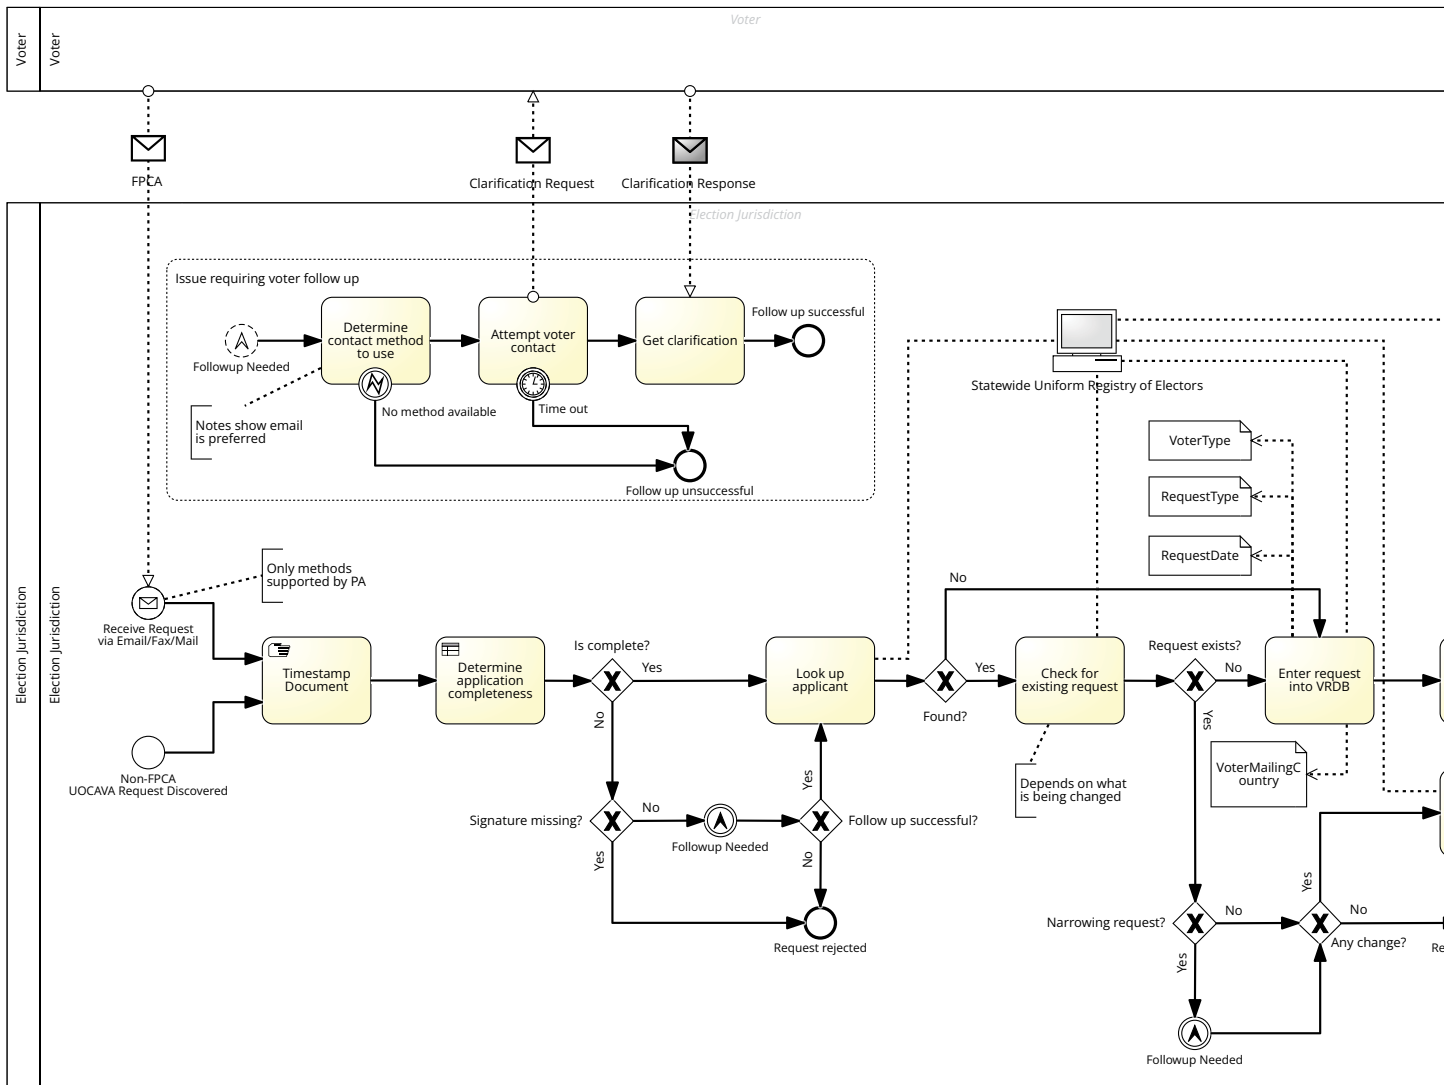 Voter
Voter
Voter
FPCA
Clarification Request
Clarification Response
Election Jurisdiction
Election Jurisdiction
Election Jurisdiction
Issue requiring voter follow up
Followup Needed
Determine
contact method
to use
Attempt voter
contact
Get clarification
Follow up successful
Notes show email
is preferred
No method available
Time out
Follow up unsuccessful
Statewide Uniform Registry of Electors
VoterType
RequestType
RequestDate
Only methods
supported by PA
Receive Request
via Email/Fax/Mail
Non-FPCA
UOCAVA Request Discovered
Timestamp
Document
Determine
application
completeness
Is complete?
Yes
No
Look up
applicant
No
Yes
Found?
Check for
existing request
Depends on what
is being changed
Request exists?
No
Yes
Enter request
into VRDB
VoterMailingC
ountry
Signature missing?
No
Yes
Followup Needed
Yes
Follow up successful?
No
Request rejected
Narrowing request?
No
Yes
Followup Needed
Yes
No
Any change?
Re